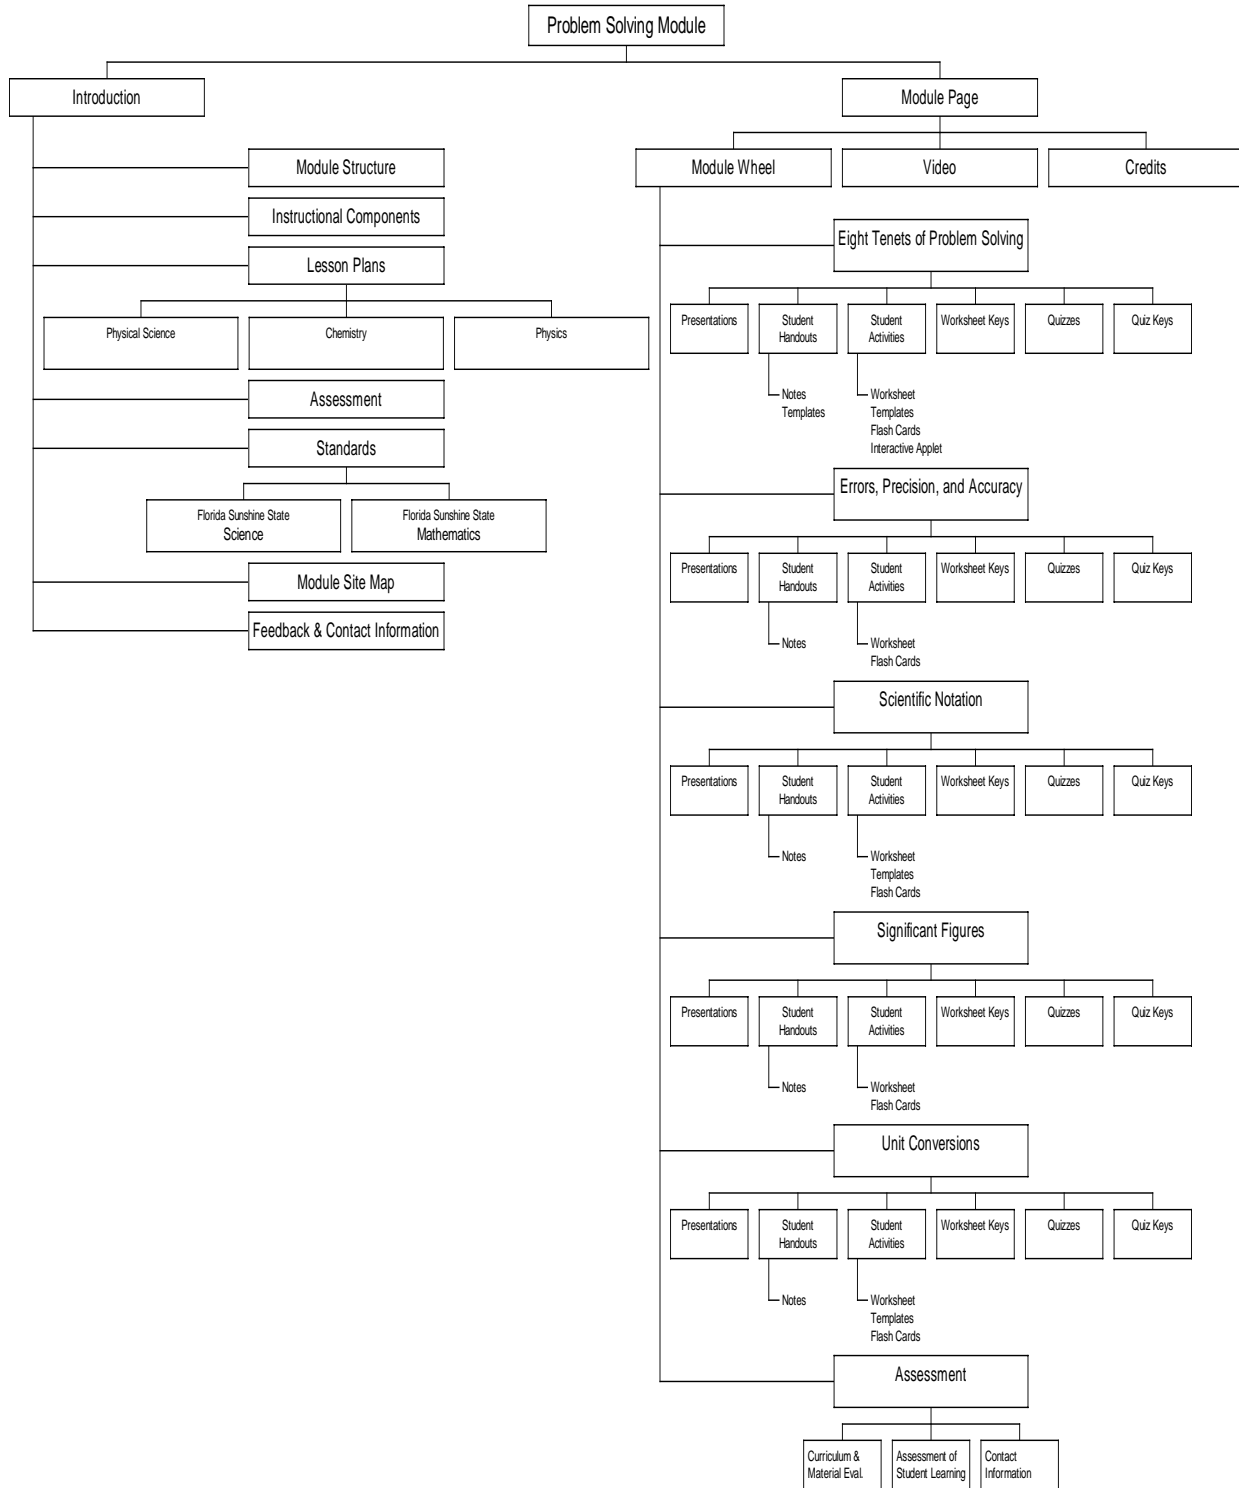 Problem Solving Module
Introduction
Module Page
Module Structure
Instructional Components
Lesson Plans
Physical Science
Chemistry
Physics
Assessment
Standards
Florida Sunshine State
Science
Florida Sunshine State
Mathematics
Module Site Map
Feedback & Contact Information
Module Wheel
Video
Credits
Eight Tenets of Problem Solving
Presentations
Student
Handouts
Student
Activities
Worksheet Keys
Quizzes
Quiz Keys
Notes
Templates
Worksheet
Templates
Flash Cards
Interactive Applet
Errors, Precision, and Accuracy
Presentations
Student
Handouts
Student
Activities
Worksheet Keys
Quizzes
Quiz Keys
Notes
Worksheet
Flash Cards
Scientific Notation
Presentations
Student
Handouts
Student
Activities
Worksheet Keys
Quizzes
Quiz Keys
Notes
Worksheet
Templates
Flash Cards
Significant Figures
Presentations
Student
Handouts
Student
Activities
Worksheet Keys
Quizzes
Quiz Keys
Notes
Worksheet
Flash Cards
Unit Conversions
Presentations
Student
Handouts
Student
Activities
Worksheet Keys
Quizzes
Quiz Keys
Notes
Worksheet
Templates
Flash Cards
Assessment
Curriculum &
Material Eval.
Assessment of
Student Learning
Contact
Information